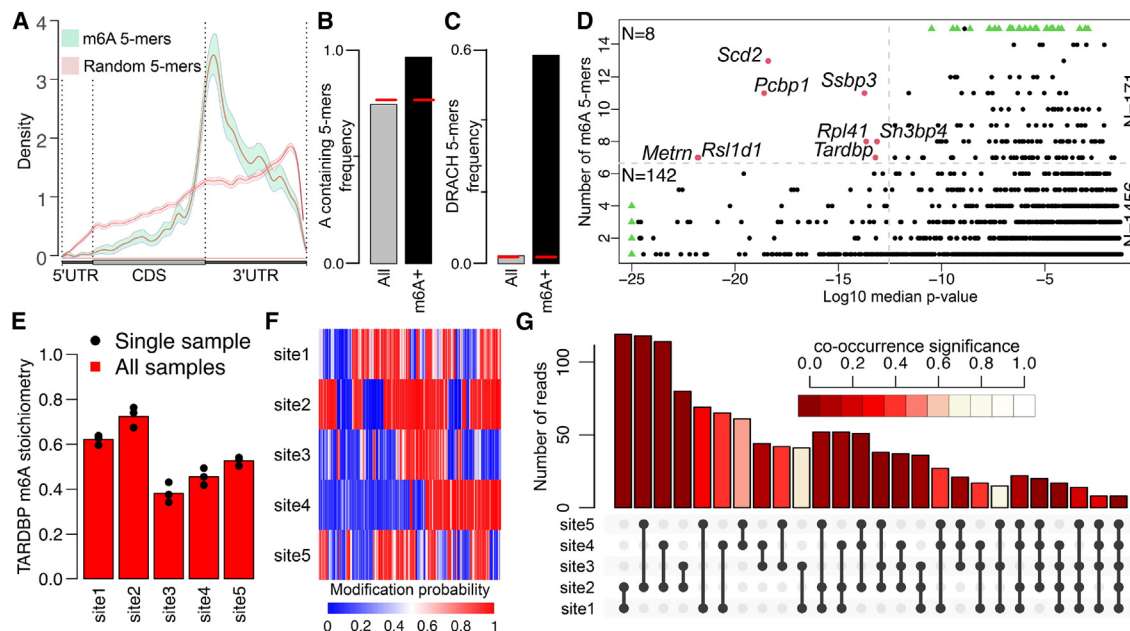 A
Density
4
3
2
1
0
m6A 5-mers
Random 5-mers
5'UTR
CDS
3'UTR
B
A containing 5-mers
frequency
1.0
0.0
All
m6A+
C
DRACH 5-mers
frequency
0.6
0.0
All
m6A+
D
Number of m6A 5-mers
14
12
10
8
6
4
2
N=8
N=171
N=142
N=1456
Scd2
Pcbp1
Ssbp3
Rpl41
Sh3bp4
Tardbp
Metrn
Rsl1d1
-25
-20
-15
-10
-5
Log10 median p-value
E
TARDBP m6A stoichiometry
1.0
0.8
0.6
0.4
0.2
0.0
Single sample
All samples
site1
site2
site3
site4
site5
F
site1
site2
site3
site4
site5
Modification probability
0 0.2 0.4 0.6 0.8 1
G
Number of reads
100
50
0
co-occurrence significance
0.0 0.2 0.4 0.6 0.8 1.0
site5
site4
site3
site2
site1